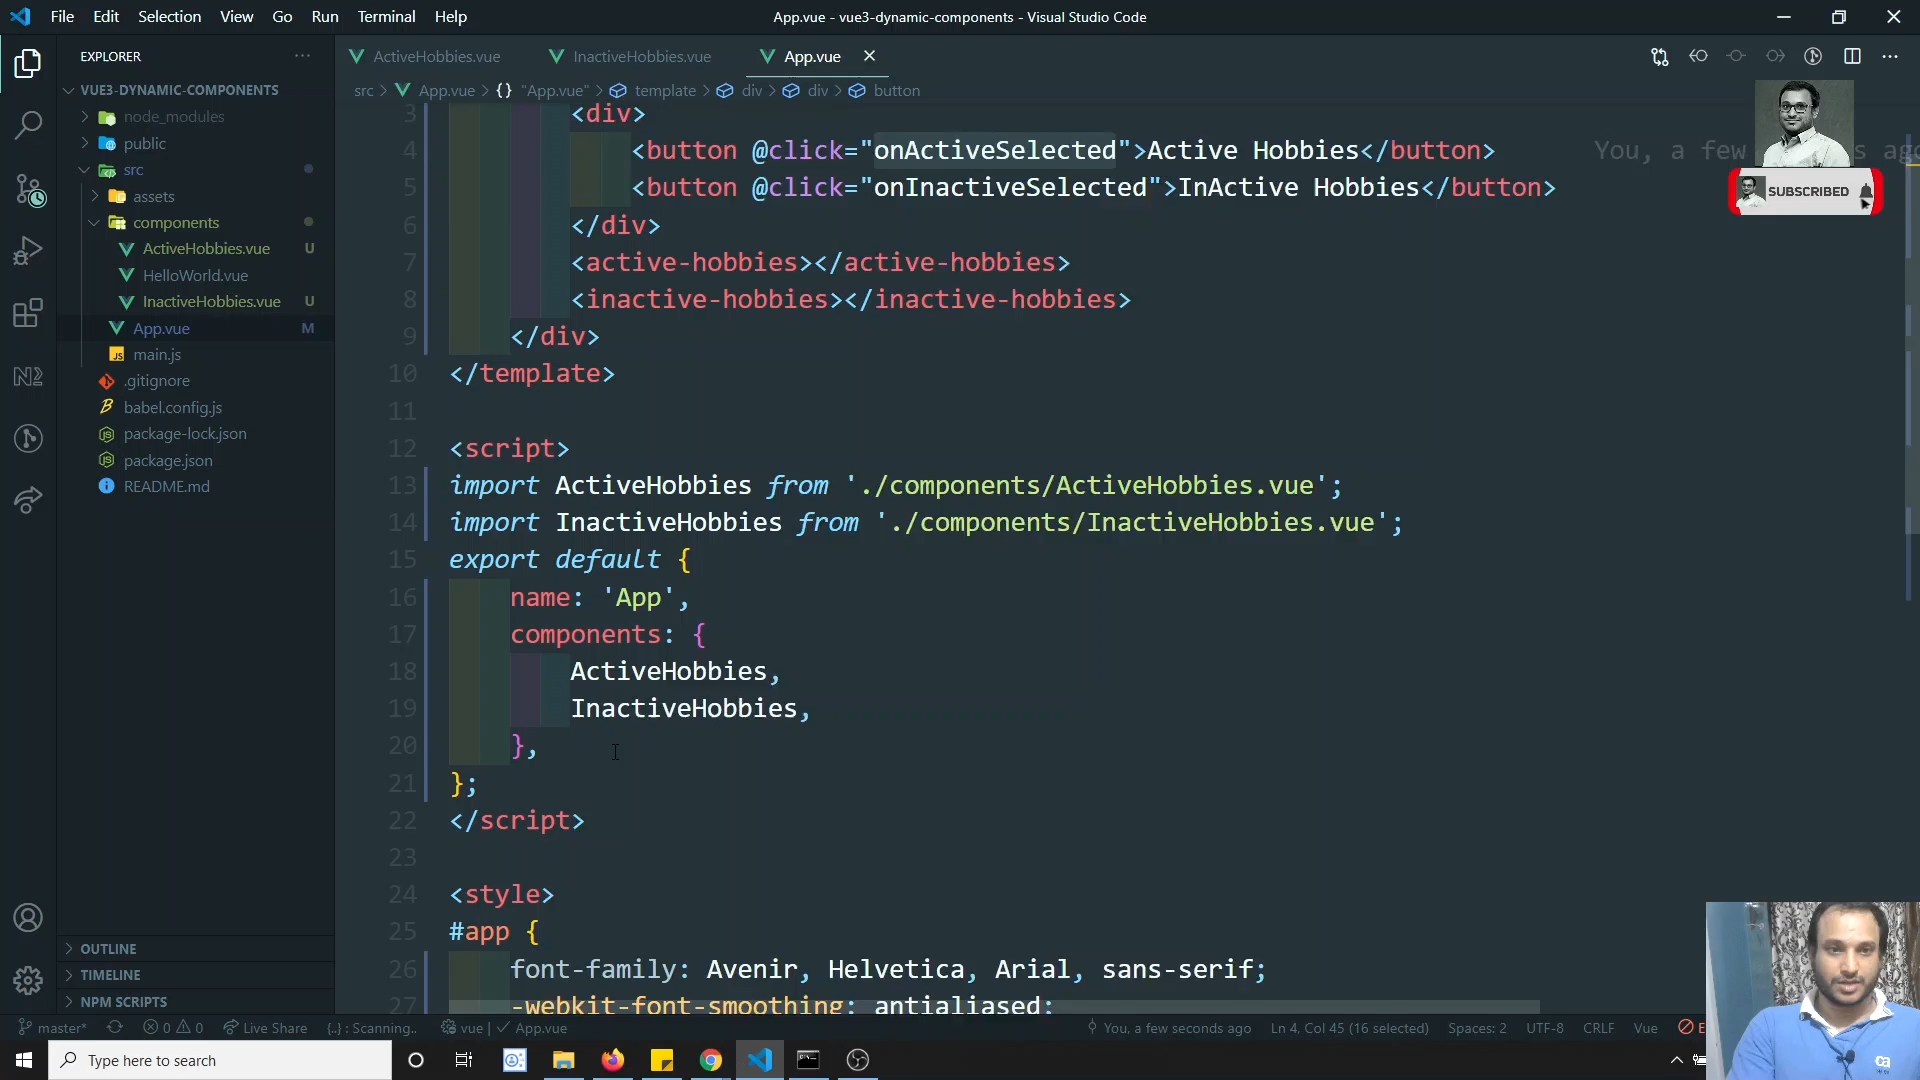 File Edit Selection View Go Run Terminal Help
App.vue - vue3-dynamic-components - Visual Studio Code
EXPLORER
ActiveHobbies.vue InactiveHobbies.vue App.vue
src > App.vue > {} "App.vue" > template > div > div > button
VUE3-DYNAMIC-COMPONENTS
node_modules
public
src
assets
components
ActiveHobbies.vue U
HelloWorld.vue
InactiveHobbies.vue U
App.vue M
main.js
.gitignore
babel.config.js
package-lock.json
package.json
README.md
OUTLINE
TIMELINE
NPM SCRIPTS
3 <div>
4 <button @click="onActiveSelected">Active Hobbies</button> You, a few s ago
5 <button @click="onInactiveSelected">InActive Hobbies</button>
6 </div>
7 <active-hobbies></active-hobbies>
8 <inactive-hobbies></inactive-hobbies>
9 </div>
10 </template>
11
12 <script>
13 import ActiveHobbies from './components/ActiveHobbies.vue';
14 import InactiveHobbies from './components/InactiveHobbies.vue';
15 export default {
16 name: 'App',
17 components: {
18 ActiveHobbies,
19 InactiveHobbies,
20 },
21 };
22 </script>
23
24 <style>
25 #app {
26 font-family: Avenir, Helvetica, Arial, sans-serif;
27 -webkit-font-smoothing: antialiased;
SUBSCRIBED
master* 0 0 Live Share {..} : Scanning.. vue | App.vue You, a few seconds ago Ln 4, Col 45 (16 selected) Spaces: 2 UTF-8 CRLF Vue
Type here to search